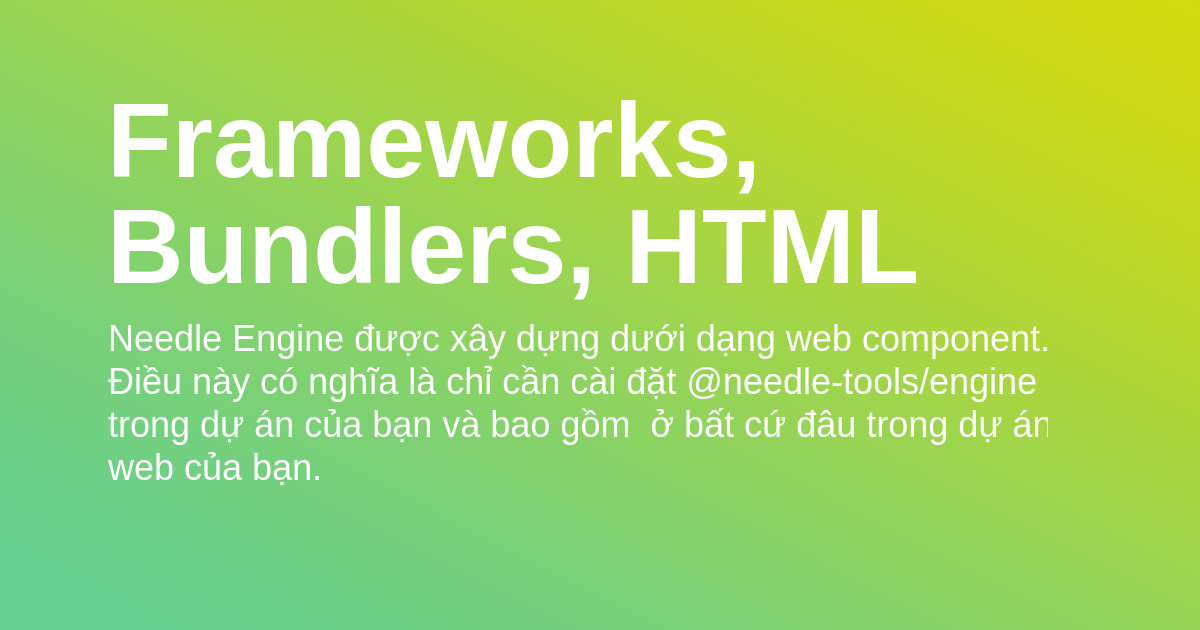 Frameworks,
Bundlers, HTML
Needle Engine được xây dựng dưới dạng web component.
Điều này có nghĩa là chỉ cần cài đặt @needle-tools/engine
trong dự án của bạn và bao gồm  ở bất cứ đâu trong dự án
web của bạn.